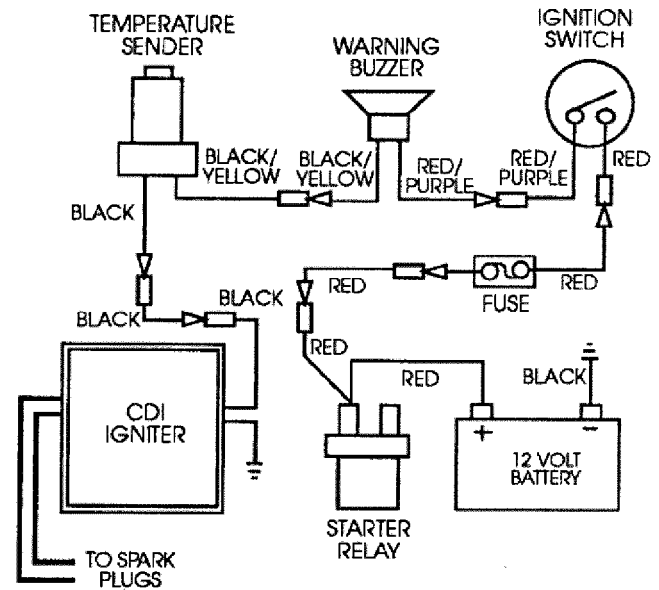 TEMPERATURE
SENDER
WARNING
BUZZER
IGNITION
SWITCH
BLACK/
YELLOW
BLACK/
YELLOW
RED/
PURPLE
RED/
PURPLE
RED
BLACK
RED
FUSE
RED
BLACK
BLACK
RED
RED
BLACK
CDI
IGNITER
+
-
12 VOLT
BATTERY
STARTER
RELAY
TO SPARK
PLUGS